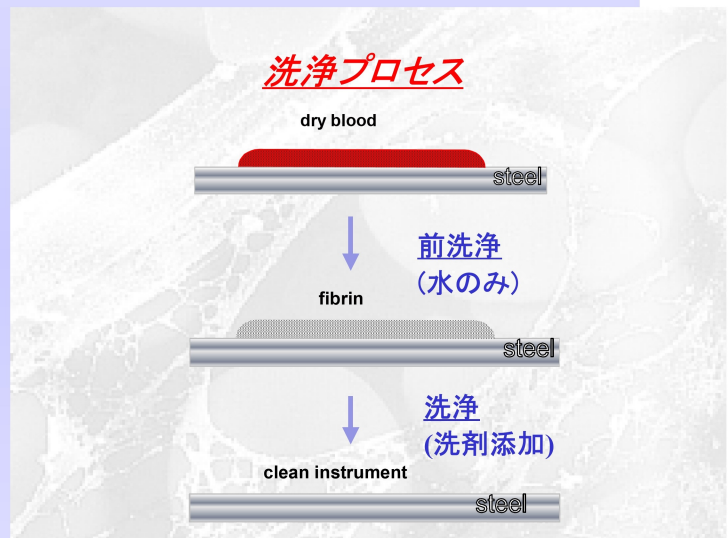 洗浄プロセス
dry blood
steel
前洗浄
(水のみ)
fibrin
steel
洗浄
(洗剤添加)
clean instrument
steel